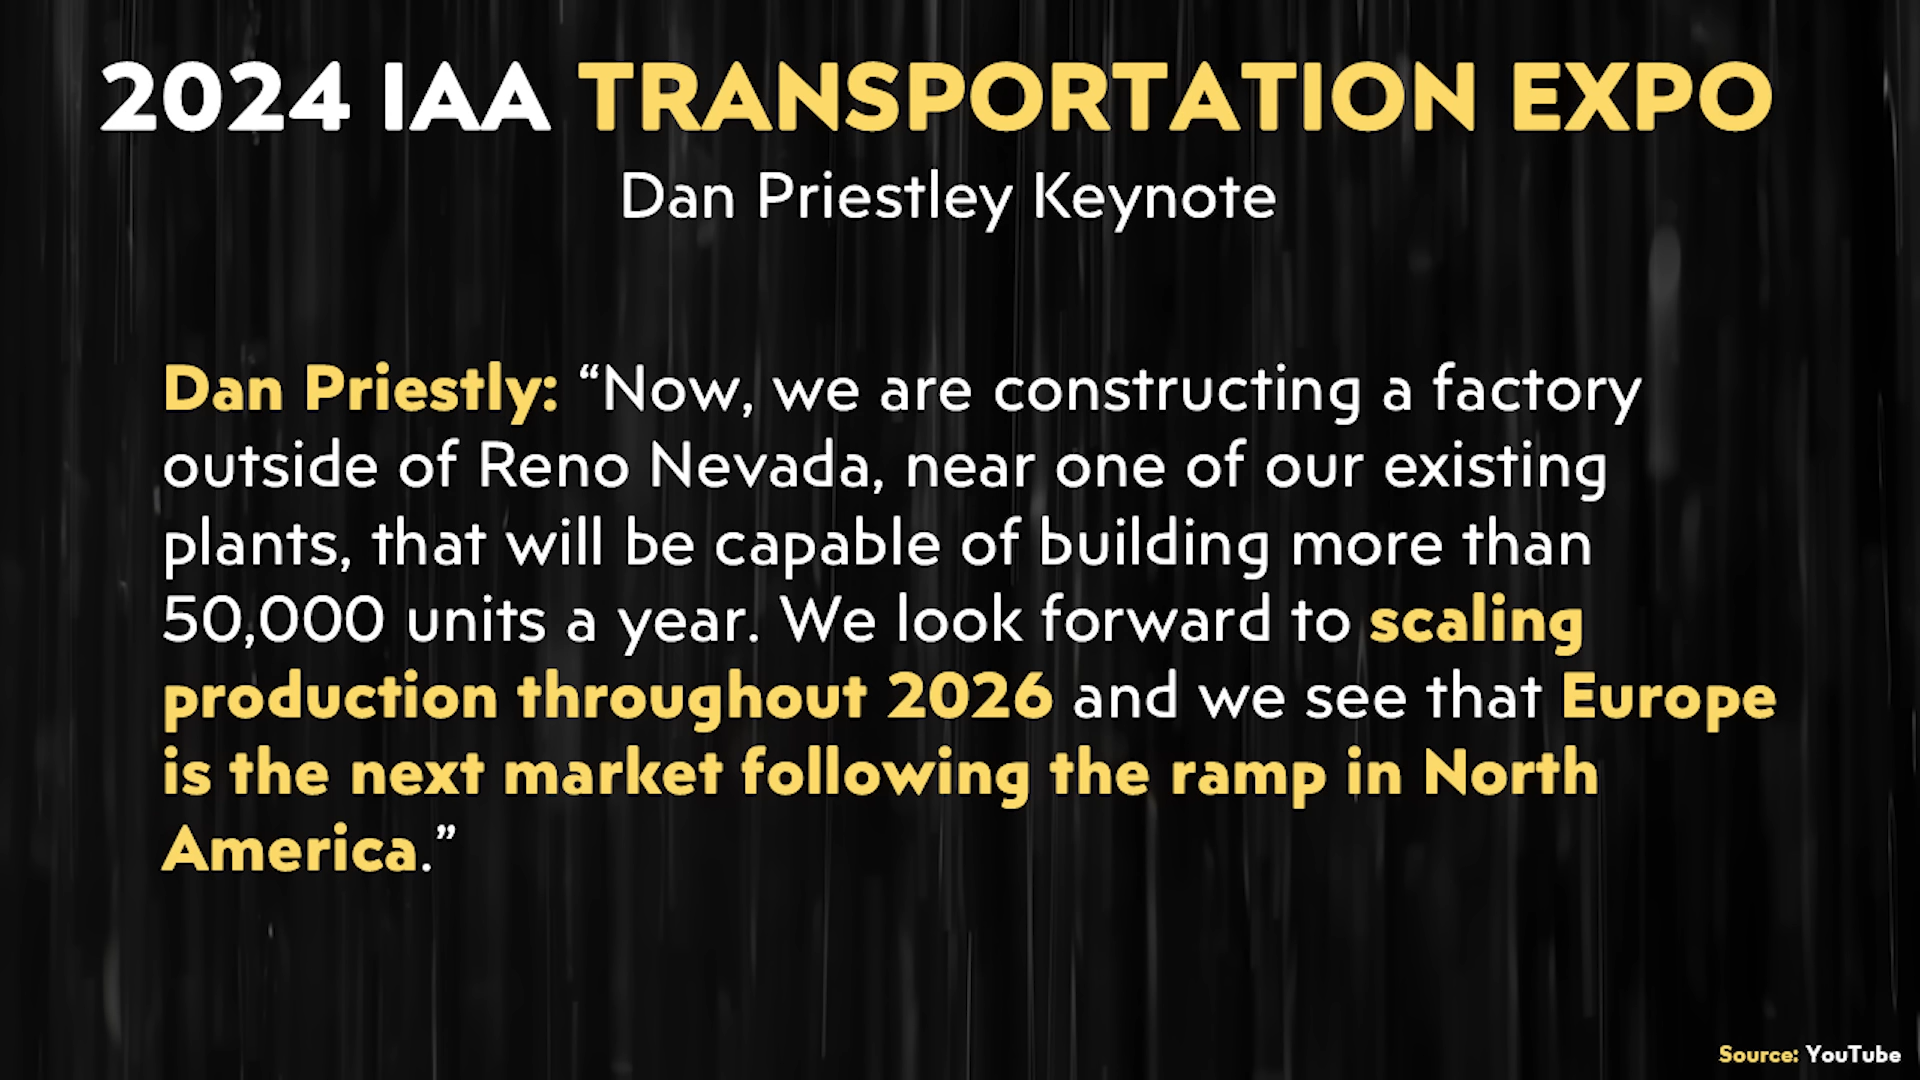 2024 IAA TRANSPORTATION EXPO
Dan Priestley Keynote
Dan Priestly: “Now, we are constructing a factory
outside of Reno Nevada, near one of our existing
plants, that will be capable of building more than
50,000 units a year. We look forward to scaling
production throughout 2026 and we see that Europe
is the next market following the ramp in North
America.”
Source: YouTube